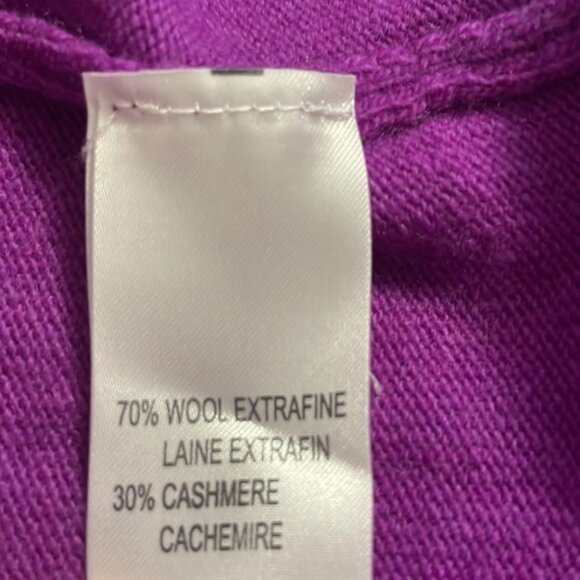 70% WOOL EXTRAFINE
LAINE EXTRAFIN
30% CASHMERE
CACHEMIRE